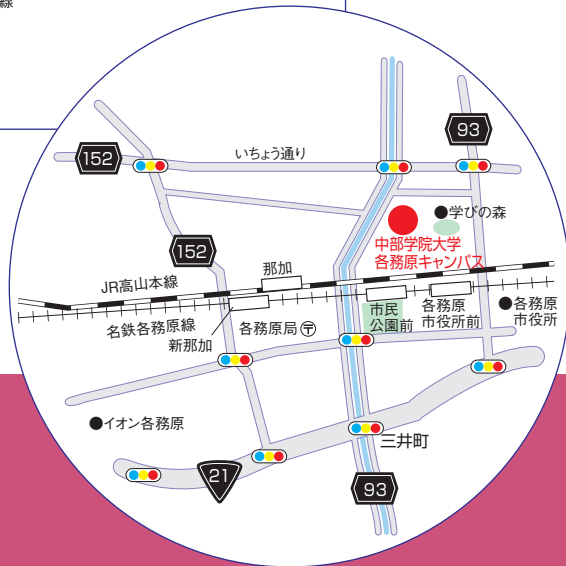 線
93
152
いちょう通り
学びの森
中部学院大学
各務原キャンパス
152
那加
JR高山本線
市民
公園前
各務原
市役所前
各務原
市役所
名鉄各務原線
新那加
各務原局〒
イオン各務原
三井町
21
93